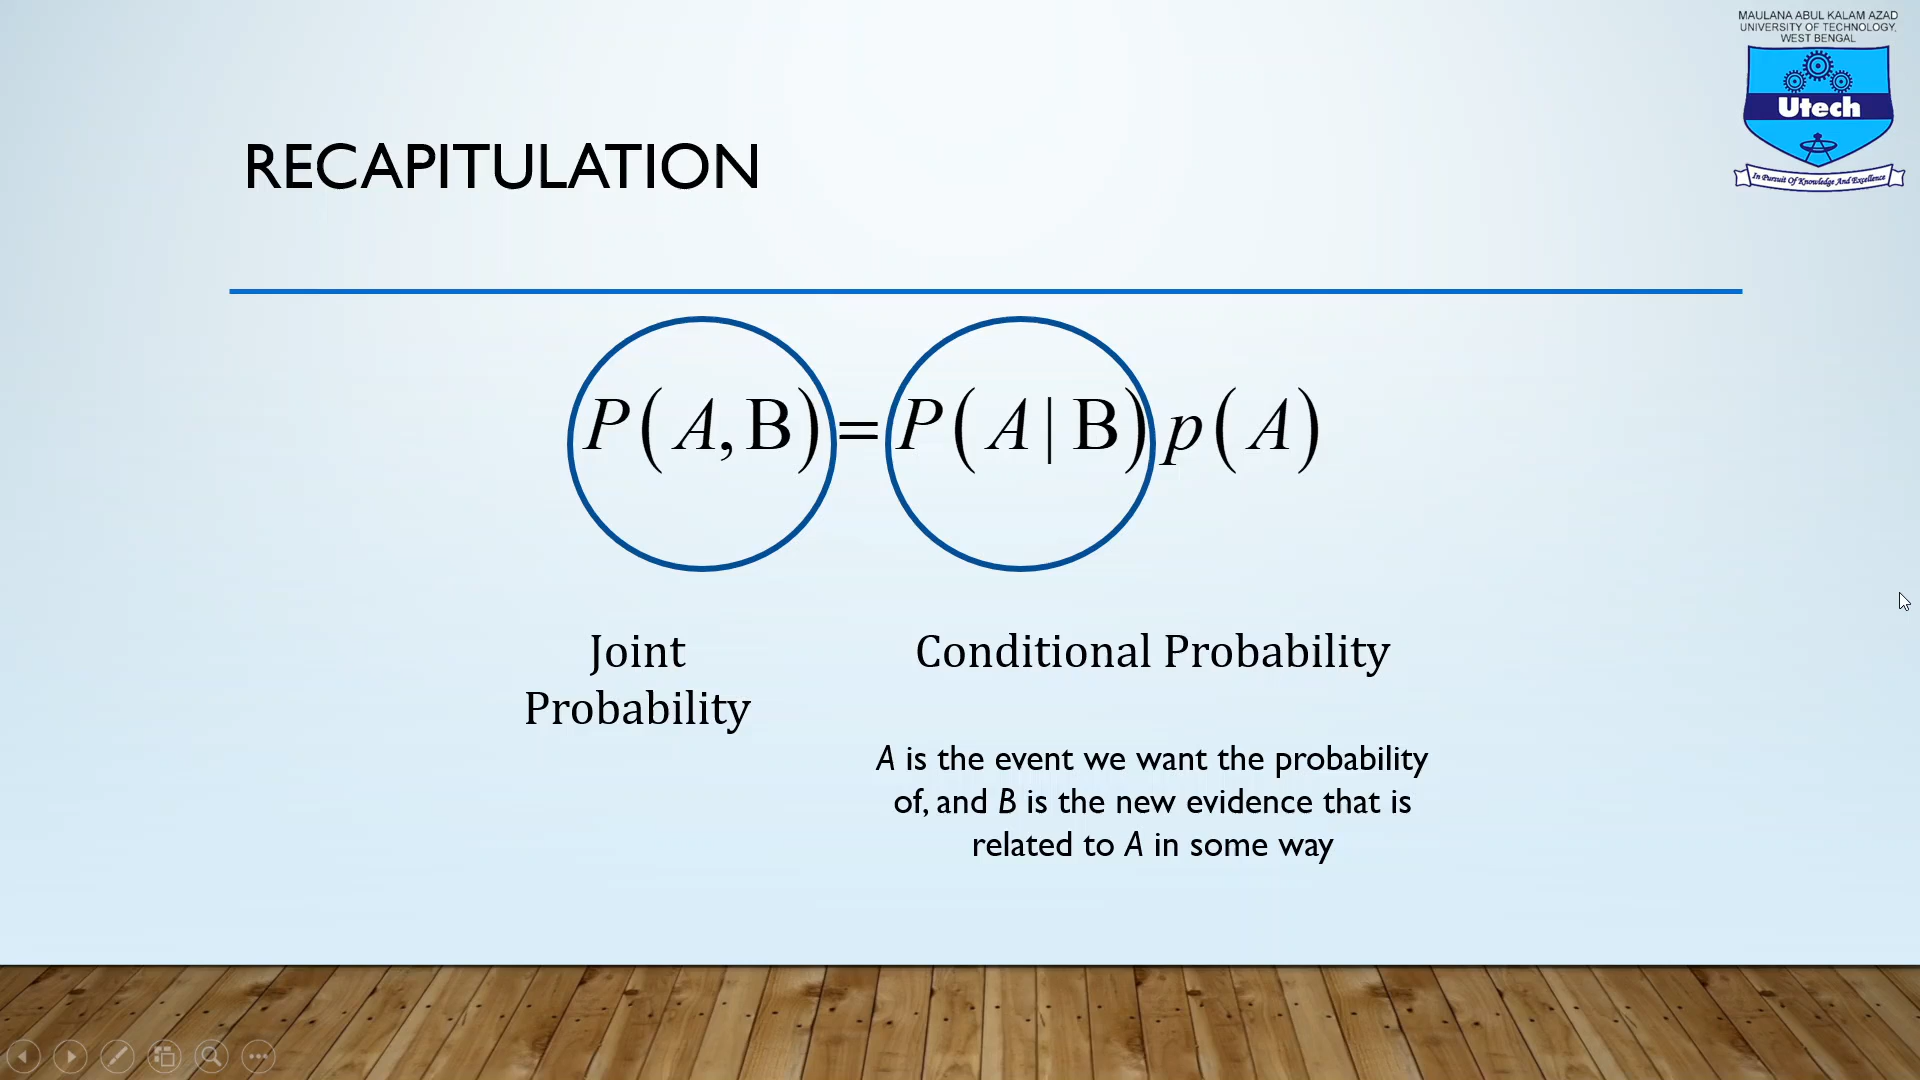 MAULANA ABUL KALAM AZAD
UNIVERSITY OF TECHNOLOGY,
WEST BENGAL
Utech
In Pursuit Of Knowledge And Excellence
RECAPITULATION
P(A,B)=P(A|B)p(A)
Joint
Probability
Conditional Probability
A is the event we want the probability
of, and B is the new evidence that is
related to A in some way